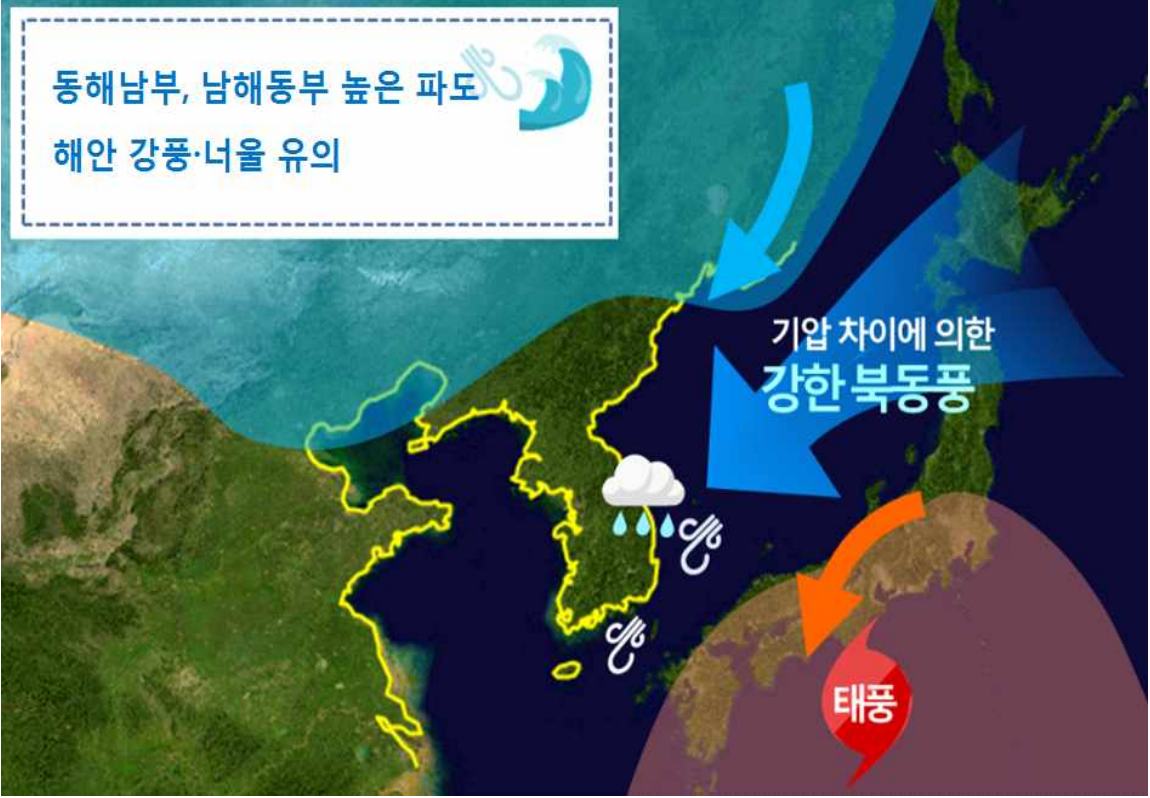 동해남부, 남해동부 높은 파도
해안 강풍·너울 유의
기압 차이에 의한
강한 북동풍
태풍